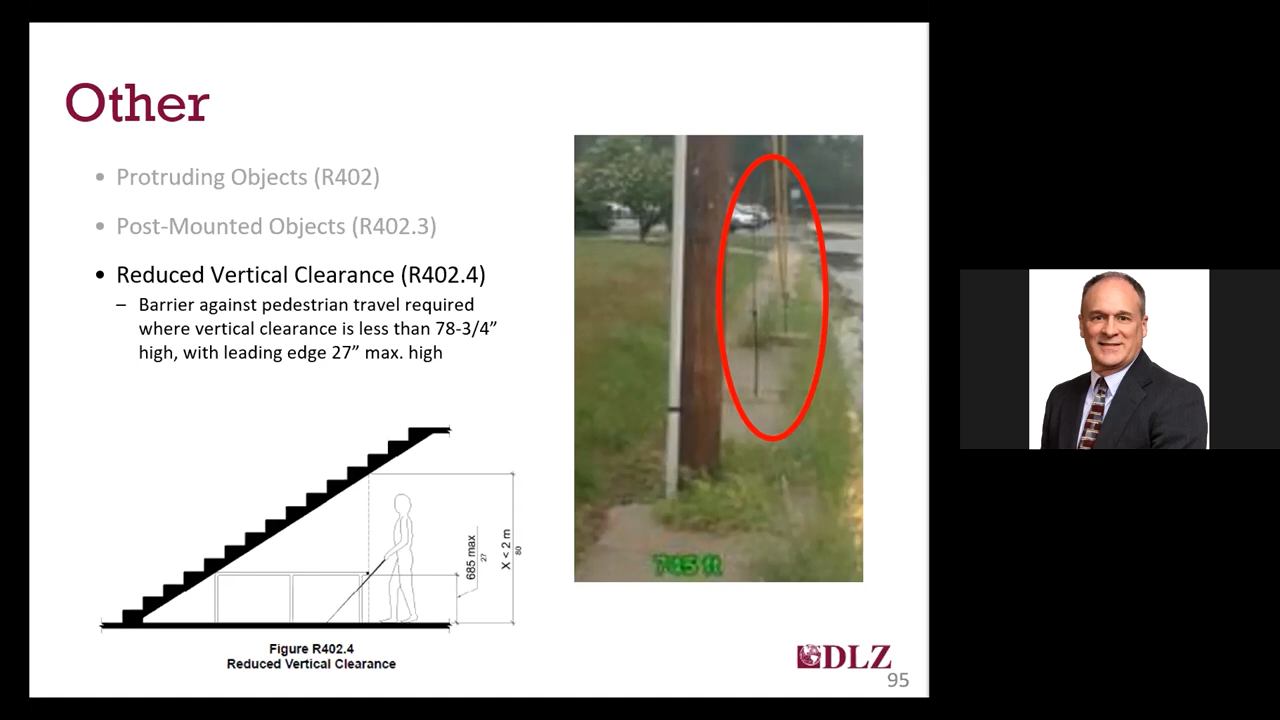 Other
• Protruding Objects (R402)
• Post-Mounted Objects (R402.3)
• Reduced Vertical Clearance (R402.4)
– Barrier against pedestrian travel required
where vertical clearance is less than 78-3/4”
high, with leading edge 27” max. high
685 max
27
X < 2 m
80
Figure R402.4
Reduced Vertical Clearance
DLZ
95